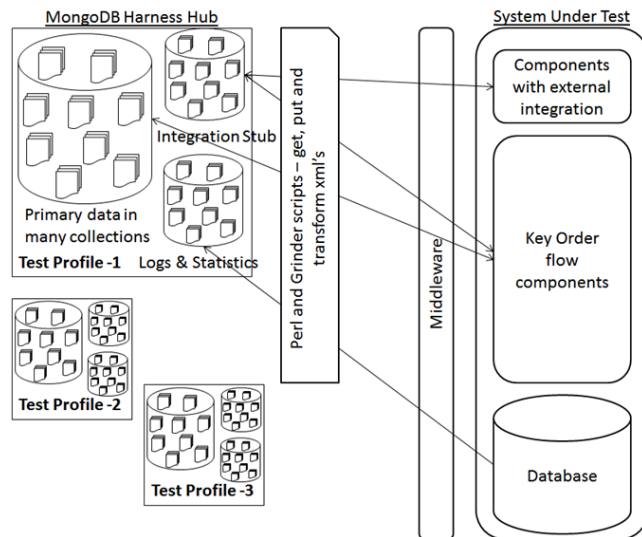 MongoDB Harness Hub
System Under Test
Integration Stub
Primary data in
many collections
Test Profile -1
Logs & Statistics
Test Profile -2
Test Profile -3
Perl and Grinder scripts – get, put and
transform xml's
Middleware
Components
with external
integration
Key Order
flow
components
Database